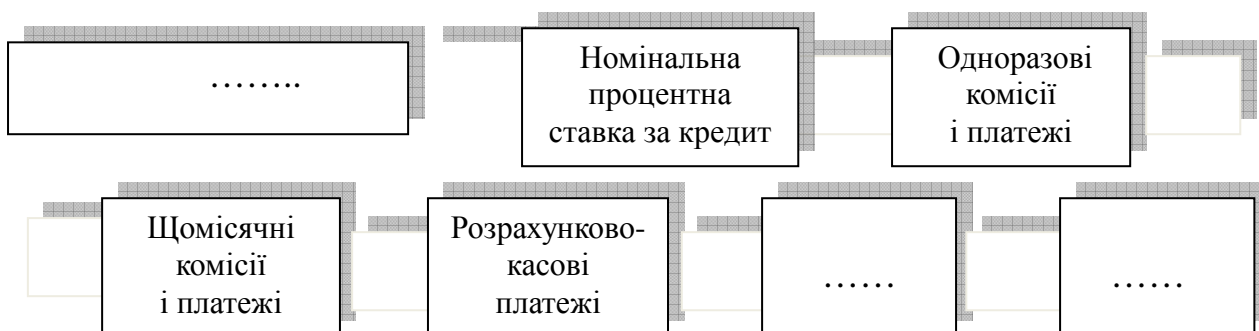 ……..
Номінальна
процентна
ставка за кредит
Одноразові
комісії
і платежі
Щомісячні
комісії
і платежі
Розрахунково-
касові
платежі
……
……